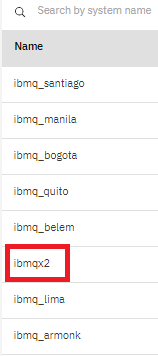 Search by system name
Name
ibmq_santiago
ibmq_manila
ibmq_bogota
ibmq_quito
ibmq_belem
ibmqx2
ibmq_lima
ibmq_armonk